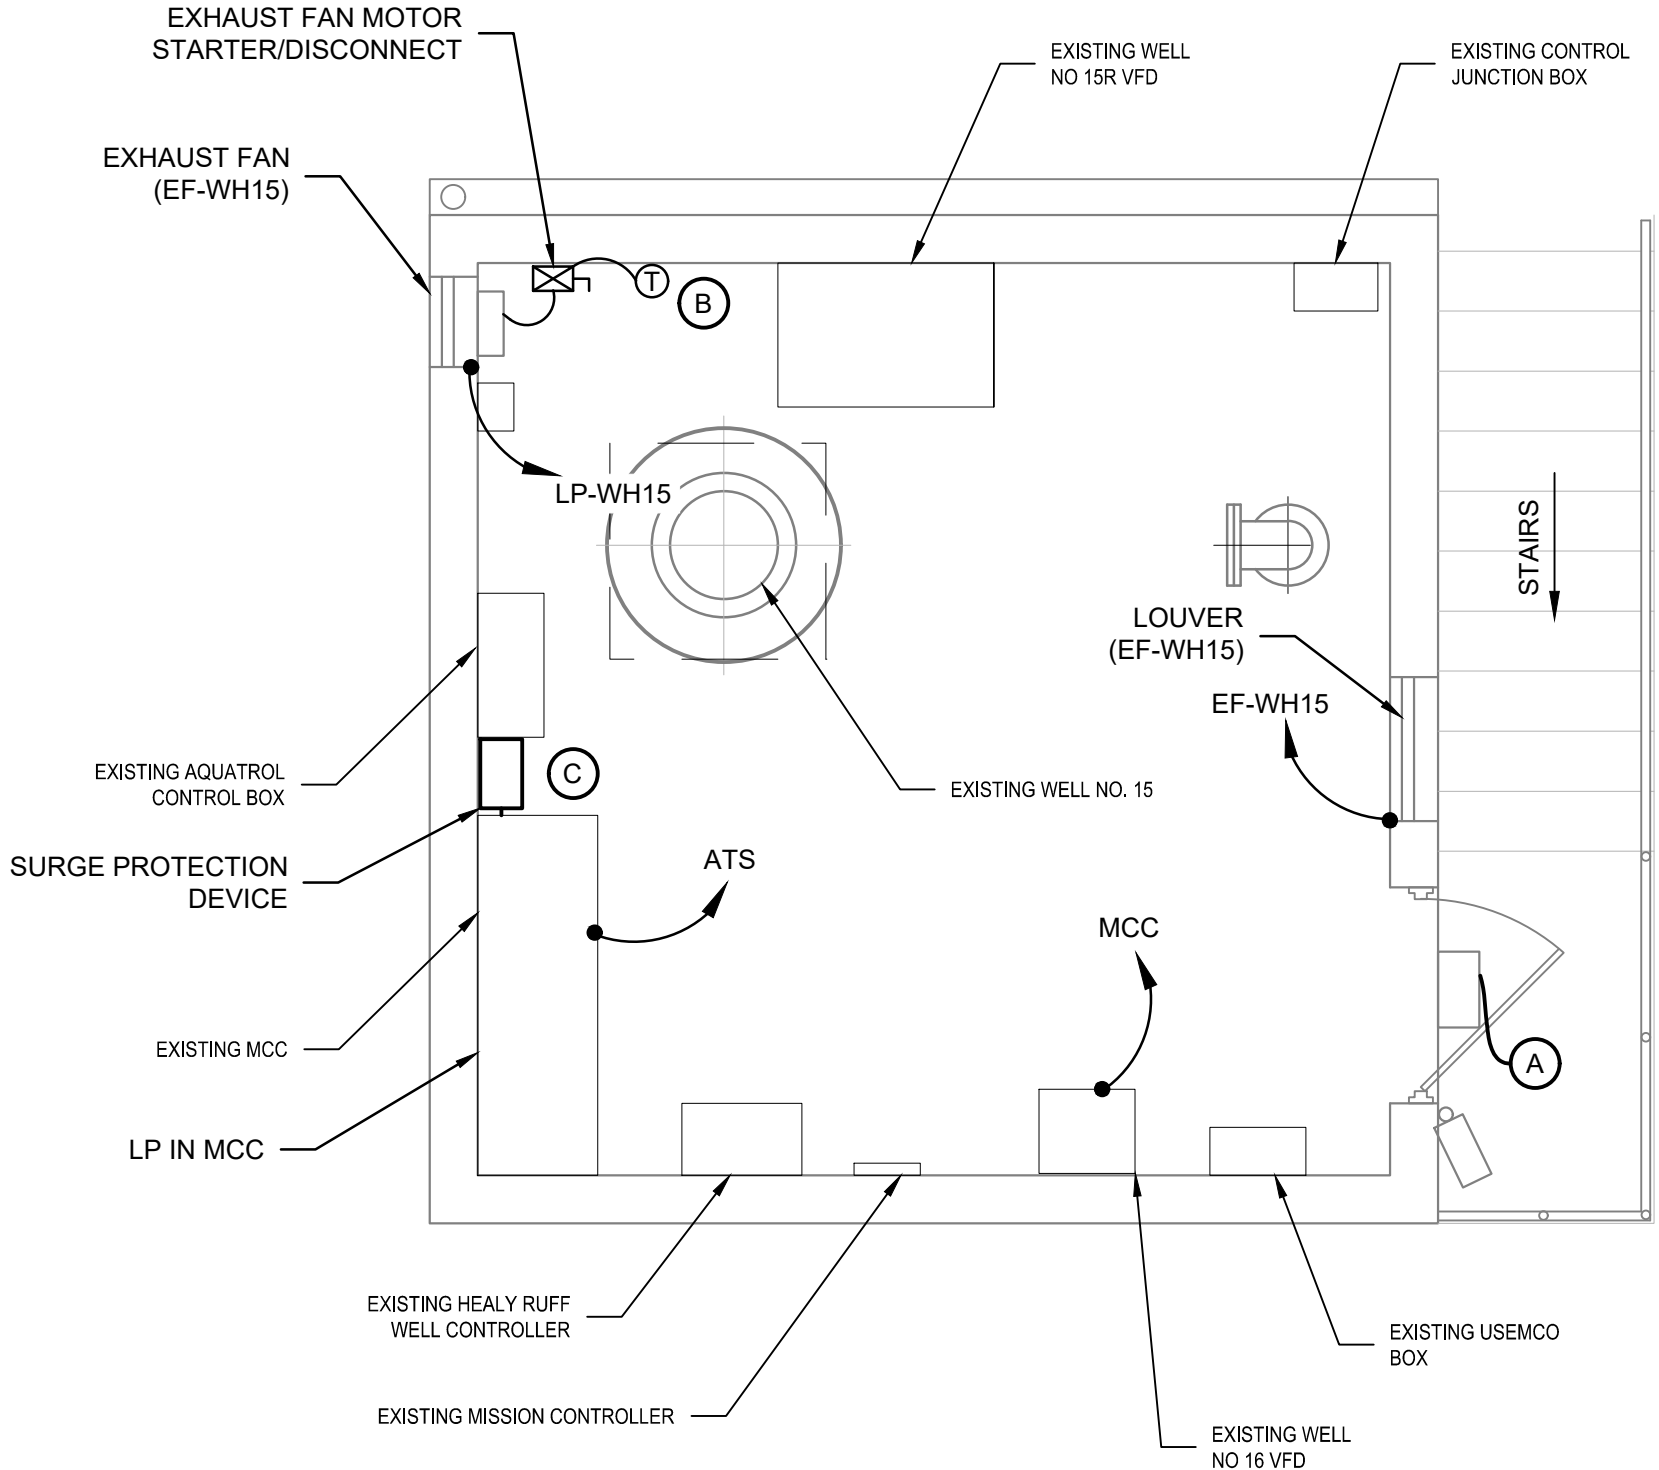 EXHAUST FAN MOTOR
STARTER/DISCONNECT
EXISTING WELL
NO 15R VFD
EXISTING CONTROL
JUNCTION BOX
EXHAUST FAN
(EF-WH15)
T
B
LP-WH15
STAIRS
LOUVER
(EF-WH15)
EF-WH15
EXISTING AQUATROL
CONTROL BOX
C
EXISTING WELL NO. 15
SURGE PROTECTION
DEVICE
ATS
MCC
EXISTING MCC
A
LP IN MCC
EXISTING HEALY RUFF
WELL CONTROLLER
EXISTING USEMCO
BOX
EXISTING MISSION CONTROLLER
EXISTING WELL
NO 16 VFD